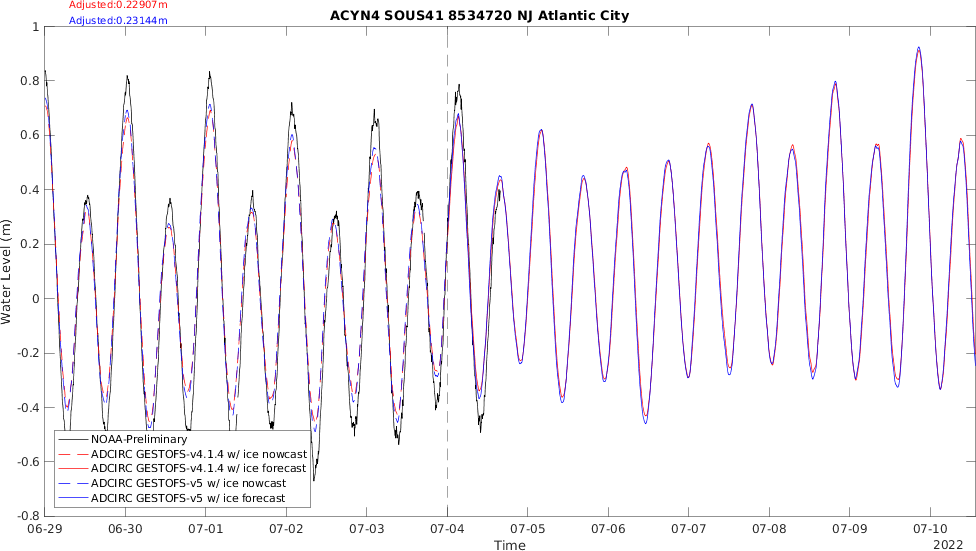 Adjusted:0.22907m
Adjusted:0.23144m
ACYN4 SOUS41 8534720 NJ Atlantic City
Water Level (m)
1
0.8
0.6
0.4
0.2
0
-0.2
-0.4
-0.6
-0.8
NOAA-Preliminary
ADCIRC GESTOFS-v4.1.4 w/ ice nowcast
ADCIRC GESTOFS-v4.1.4 w/ ice forecast
ADCIRC GESTOFS-v5 w/ ice nowcast
ADCIRC GESTOFS-v5 w/ ice forecast
06-29 06-30 07-01 07-02 07-03 07-04 07-05 07-06 07-07 07-08 07-09 07-10
Time
2022